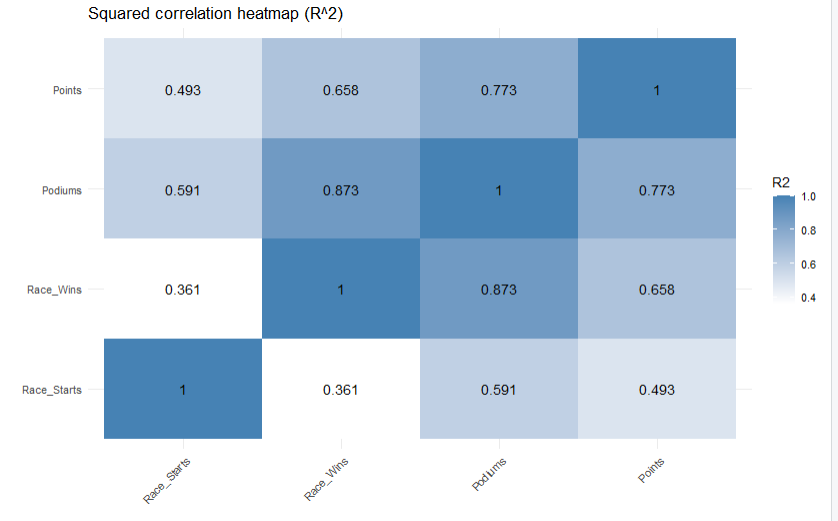 Squared correlation heatmap (R^2)
Points 0.493 0.658 0.773 1
Podiums 0.591 0.873 1 0.773
Race_Wins 0.361 1 0.873 0.658
Race_Starts 1 0.361 0.591 0.493
Race_Starts Race_Wins Podiums Points
R2
1.0
0.8
0.6
0.4